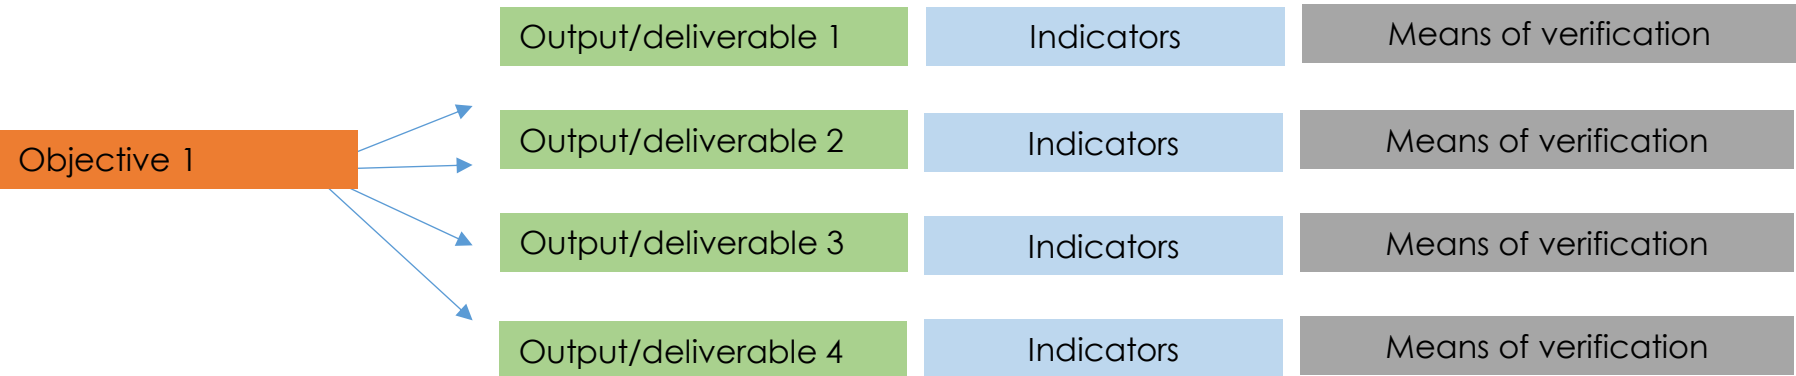 Output/deliverable 1
Indicators
Means of verification
Objective 1
Output/deliverable 2
Indicators
Means of verification
Output/deliverable 3
Indicators
Means of verification
Output/deliverable 4
Indicators
Means of verification